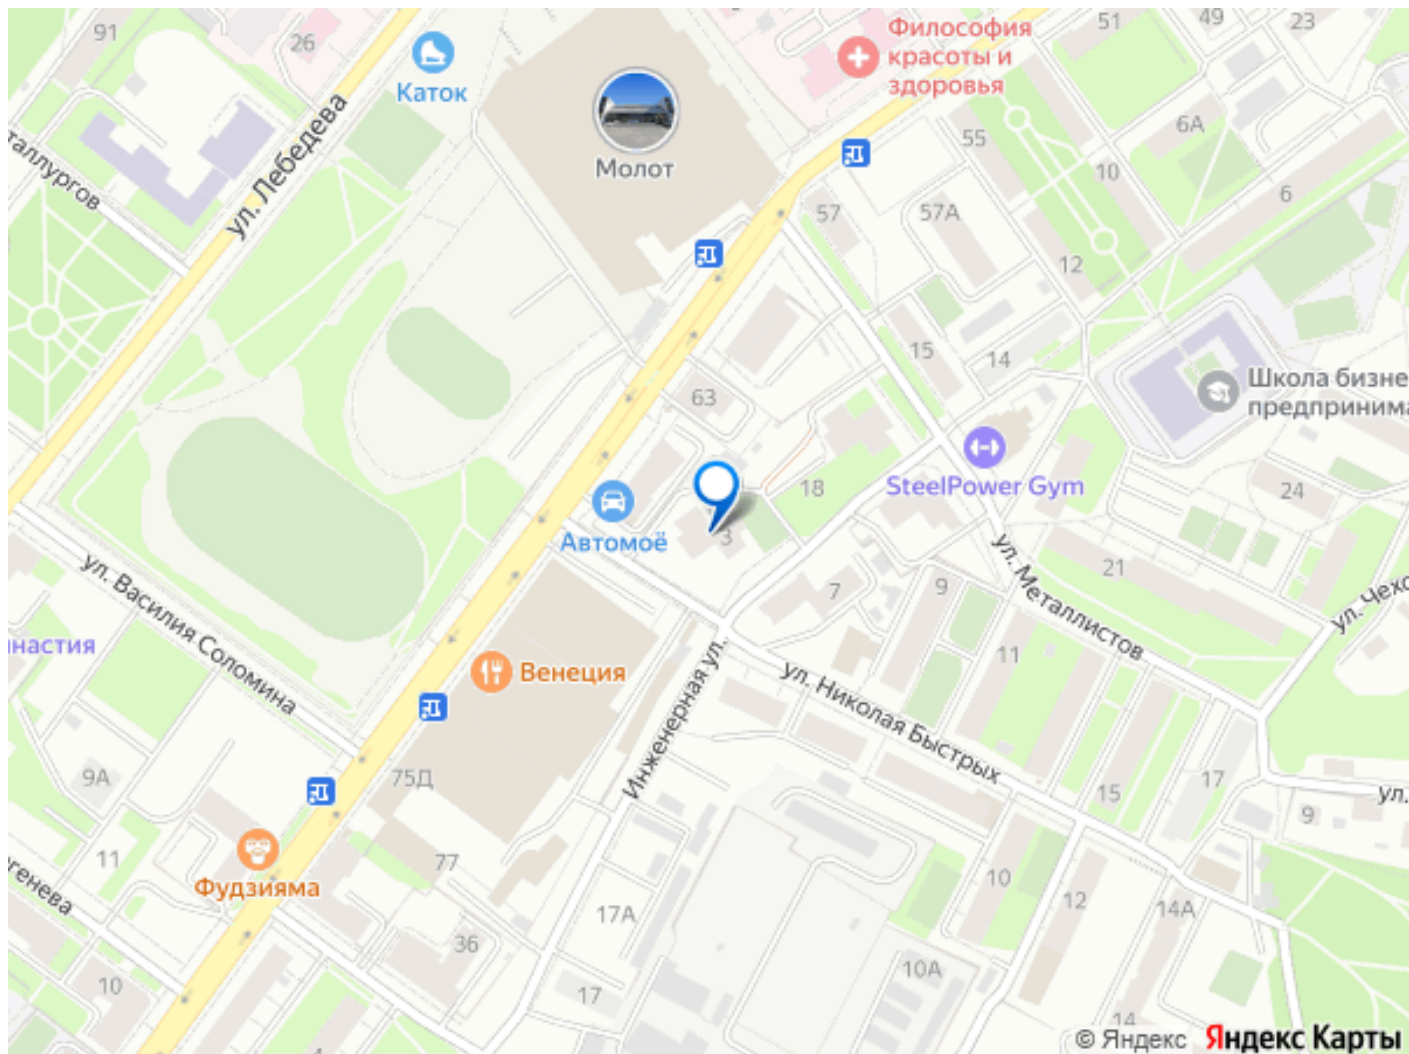 91
26
Каток
ул. Лебедева
Молот
Философия
красоты и
здоровья
51
49
23
55
6А
10
6
57
57А
12
15
14
63
Школа бизне
предпринима
SteelPower Gym
18
24
Автомоё
3
ул. Василия Соломина
7
9
ул. Металлистов
21
11
Венеция
Инженерная ул.
ул. Николая Быстрых
9А
75Д
15
17
ул.
9
11
Фудзияма
77
17А
36
10
12
14А
10А
10
17
14
© Яндекс
Яндекс Карты
таллургов
ул. Чехо
настия
генева